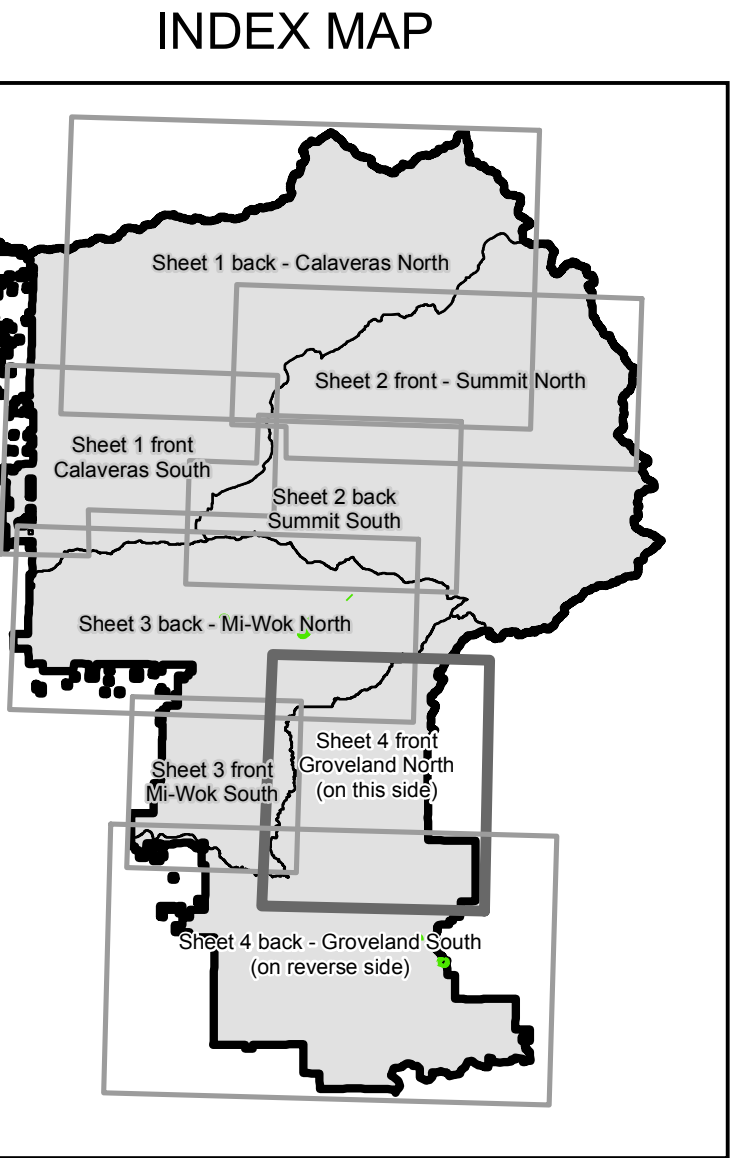 INDEX MAP
Sheet 1 back - Calaveras North
Sheet 2 front - Summit North
Sheet 1 front
Calaveras South
Sheet 2 back
Summit South
Sheet 3 back - Mi-Wok North
Sheet 4 front
Groveland North
(on this side)
Sheet 3 front
Mi-Wok South
Sheet 4 back - Groveland South
(on reverse side)